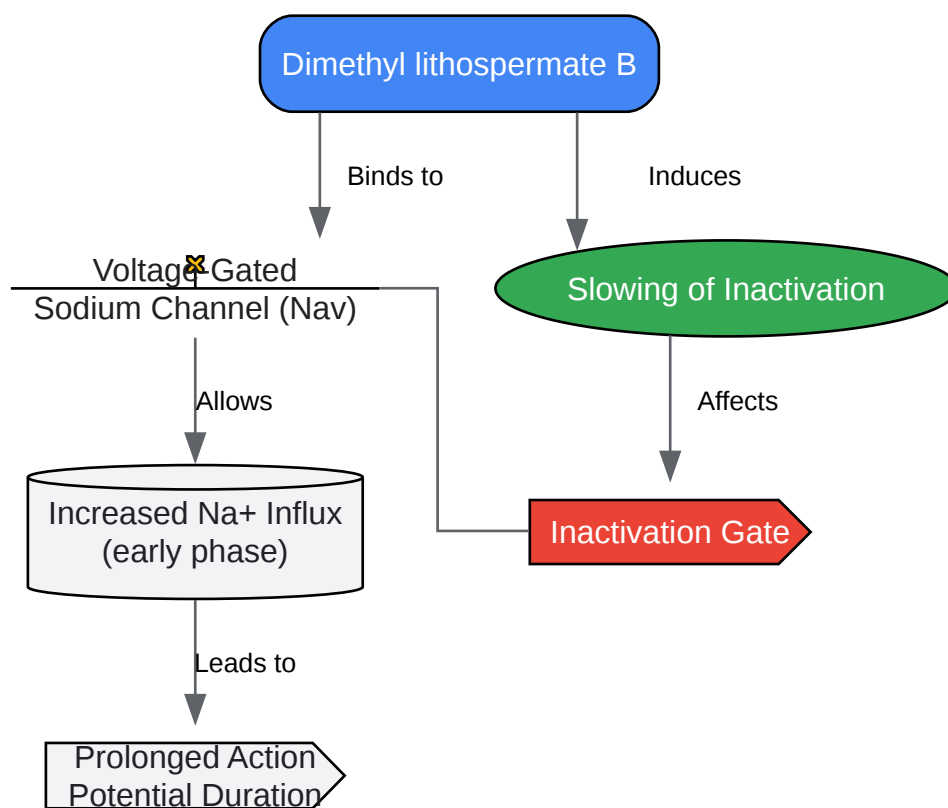 Dimethyl lithospermate B
Binds to
Induces
Voltage-Gated
Sodium Channel (Nav)
Slowing of Inactivation
Allows
Affects
Increased Na+ Influx
(early phase)
Inactivation Gate
Leads to
Prolonged Action
Potential Duration